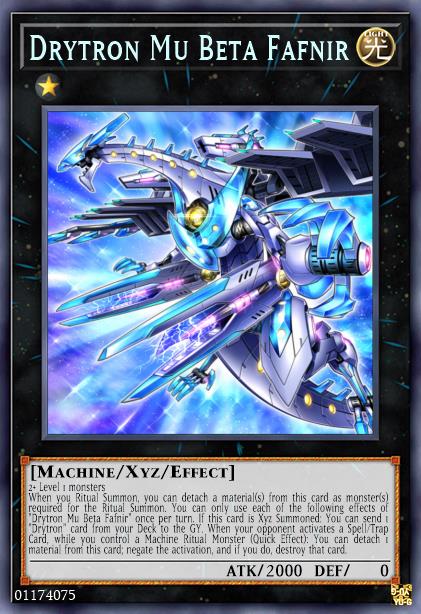 DRYTRON MU BETA FAFNIR
LIGHT
光
[MACHINE/XYZ/EFFECT]
2+ Level 1 monsters
When you Ritual Summon, you can detach a material(s) from this card as monster(s)
required for the Ritual Summon. You can only use each of the following effects of
"Drytron Mu Beta Fafnir" once per turn. If this card is Xyz Summoned: You can send 1
"Drytron" card from your Deck to the GY. When your opponent activates a Spell/Trap
Card, while you control a Machine Ritual Monster (Quick Effect): You can detach 1
material from this card; negate the activation, and if you do, destroy that card.
ATK/2000 DEF/ 0
01174075